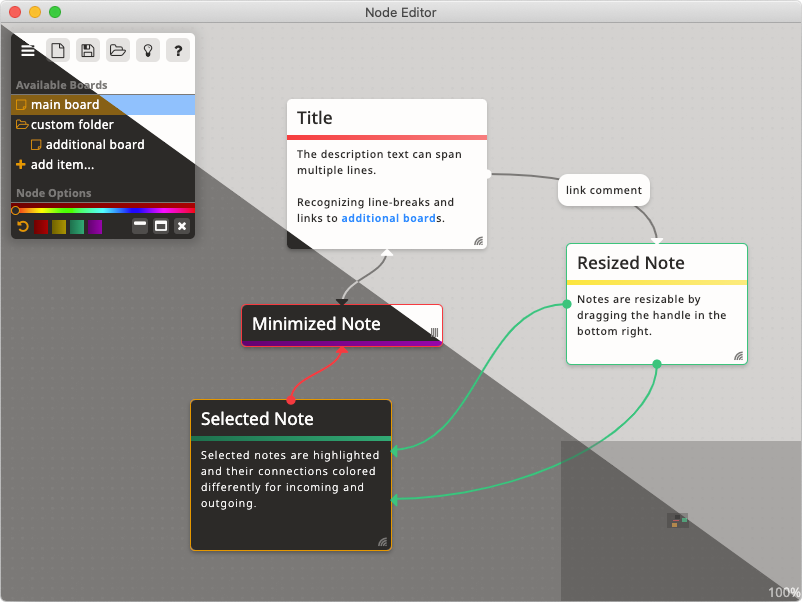 Node Editor
?
Available Boards
main board
custom folder
additional board
add item...
Node Options
Title
The description text can span
multiple lines.
Recognizing line-breaks and
links to additional boards.
link comment
Resized Note
Notes are resizable by
dragging the handle in the
bottom right.
Minimized Note
Selected Note
Selected notes are highlighted
and their connections colored
differently for incoming and
outgoing.
100%